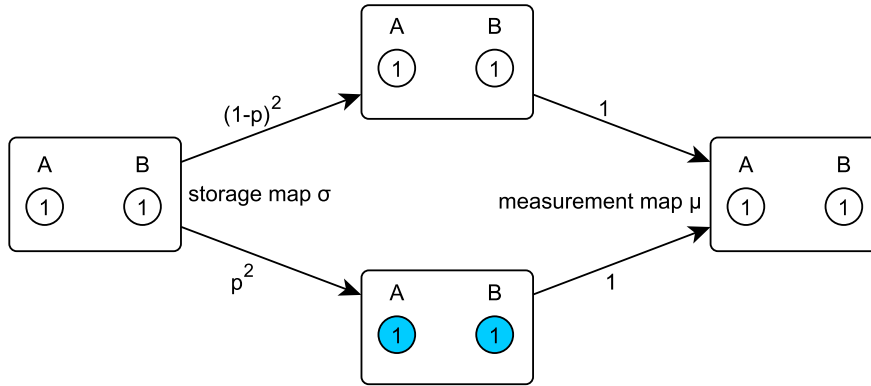 A B
1 1
(1-p)^2
1
A B
1 1
storage map σ
measurement map μ
A B
1 1
p^2
1
A B
1 1